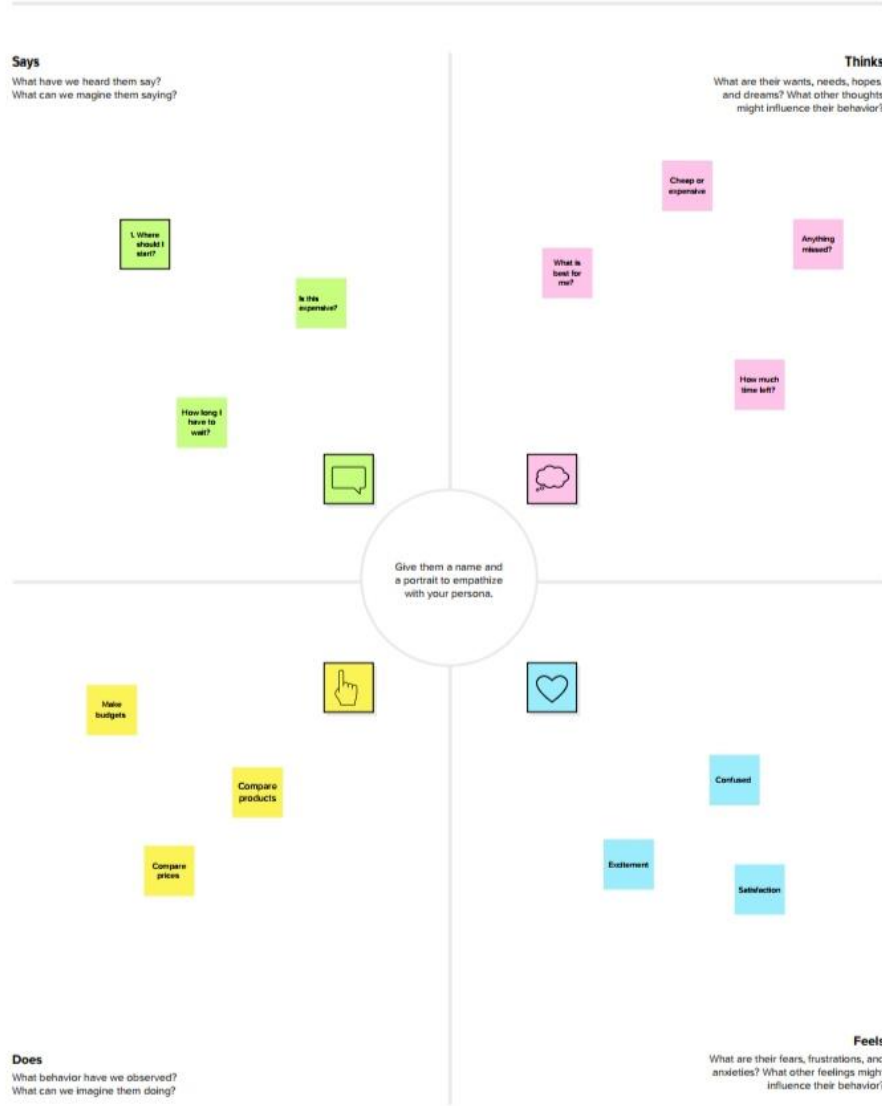 Says
What have we heard them say?
What can we magine them saying?
Thinks
What are their wants, needs, hopes,
and dreams? What other thoughts
might influence their behavior?
1. Where
should I
start?
Is this
expensive?
How long I
have to
wait?
Cheap or
expensive
Anything
missed?
What is
best for
me?
How much
time left?
Give them a name and
a portrait to empathize
with your persona.
Make
budgets
Compare
products
Compare
prices
Confused
Excitement
Satisfaction
Does
What behavior have we observed?
What can we imagine them doing?
Feels
What are their fears, frustrations, and
anxieties? What other feelings might
influence their behavior?